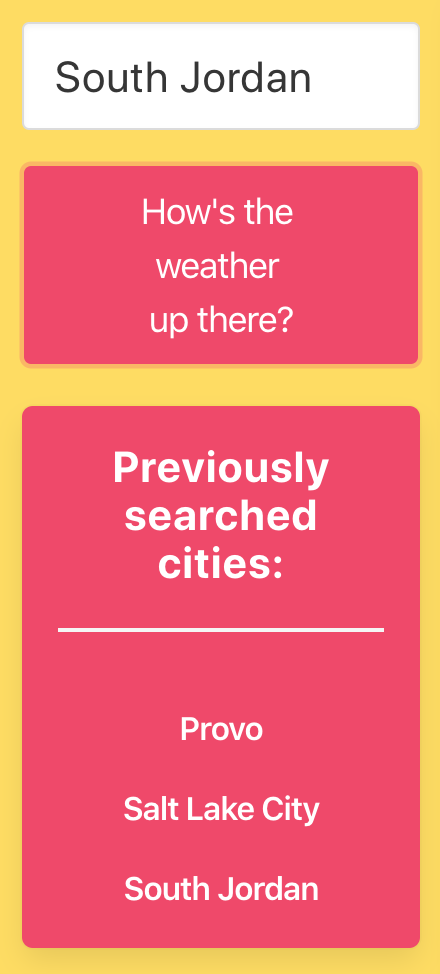 South Jordan
How's the
weather
up there?
Previously
searched
cities:
Provo
Salt Lake City
South Jordan